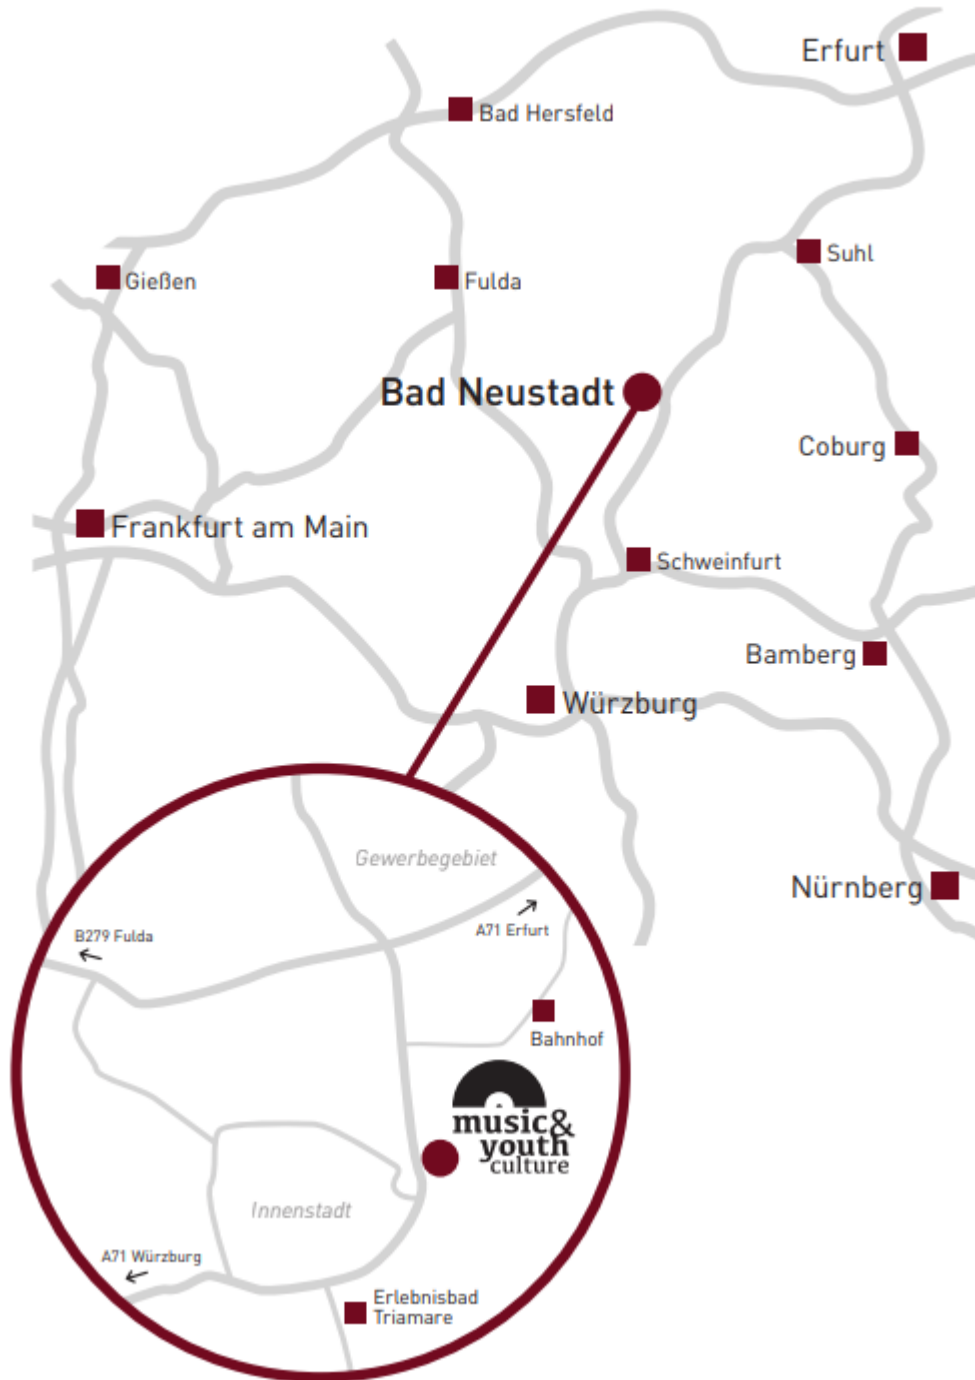 Erfurt
Bad Hersfeld
Suhl
Gießen
Fulda
Bad Neustadt
Coburg
Frankfurt am Main
Schweinfurt
Bamberg
Würzburg
Gewerbegebiet
Nürnberg
A71 Erfurt
B279 Fulda
Bahnhof
music&
youth
culture
Innenstadt
A71 Würzburg
Erlebnisbad
Triamare